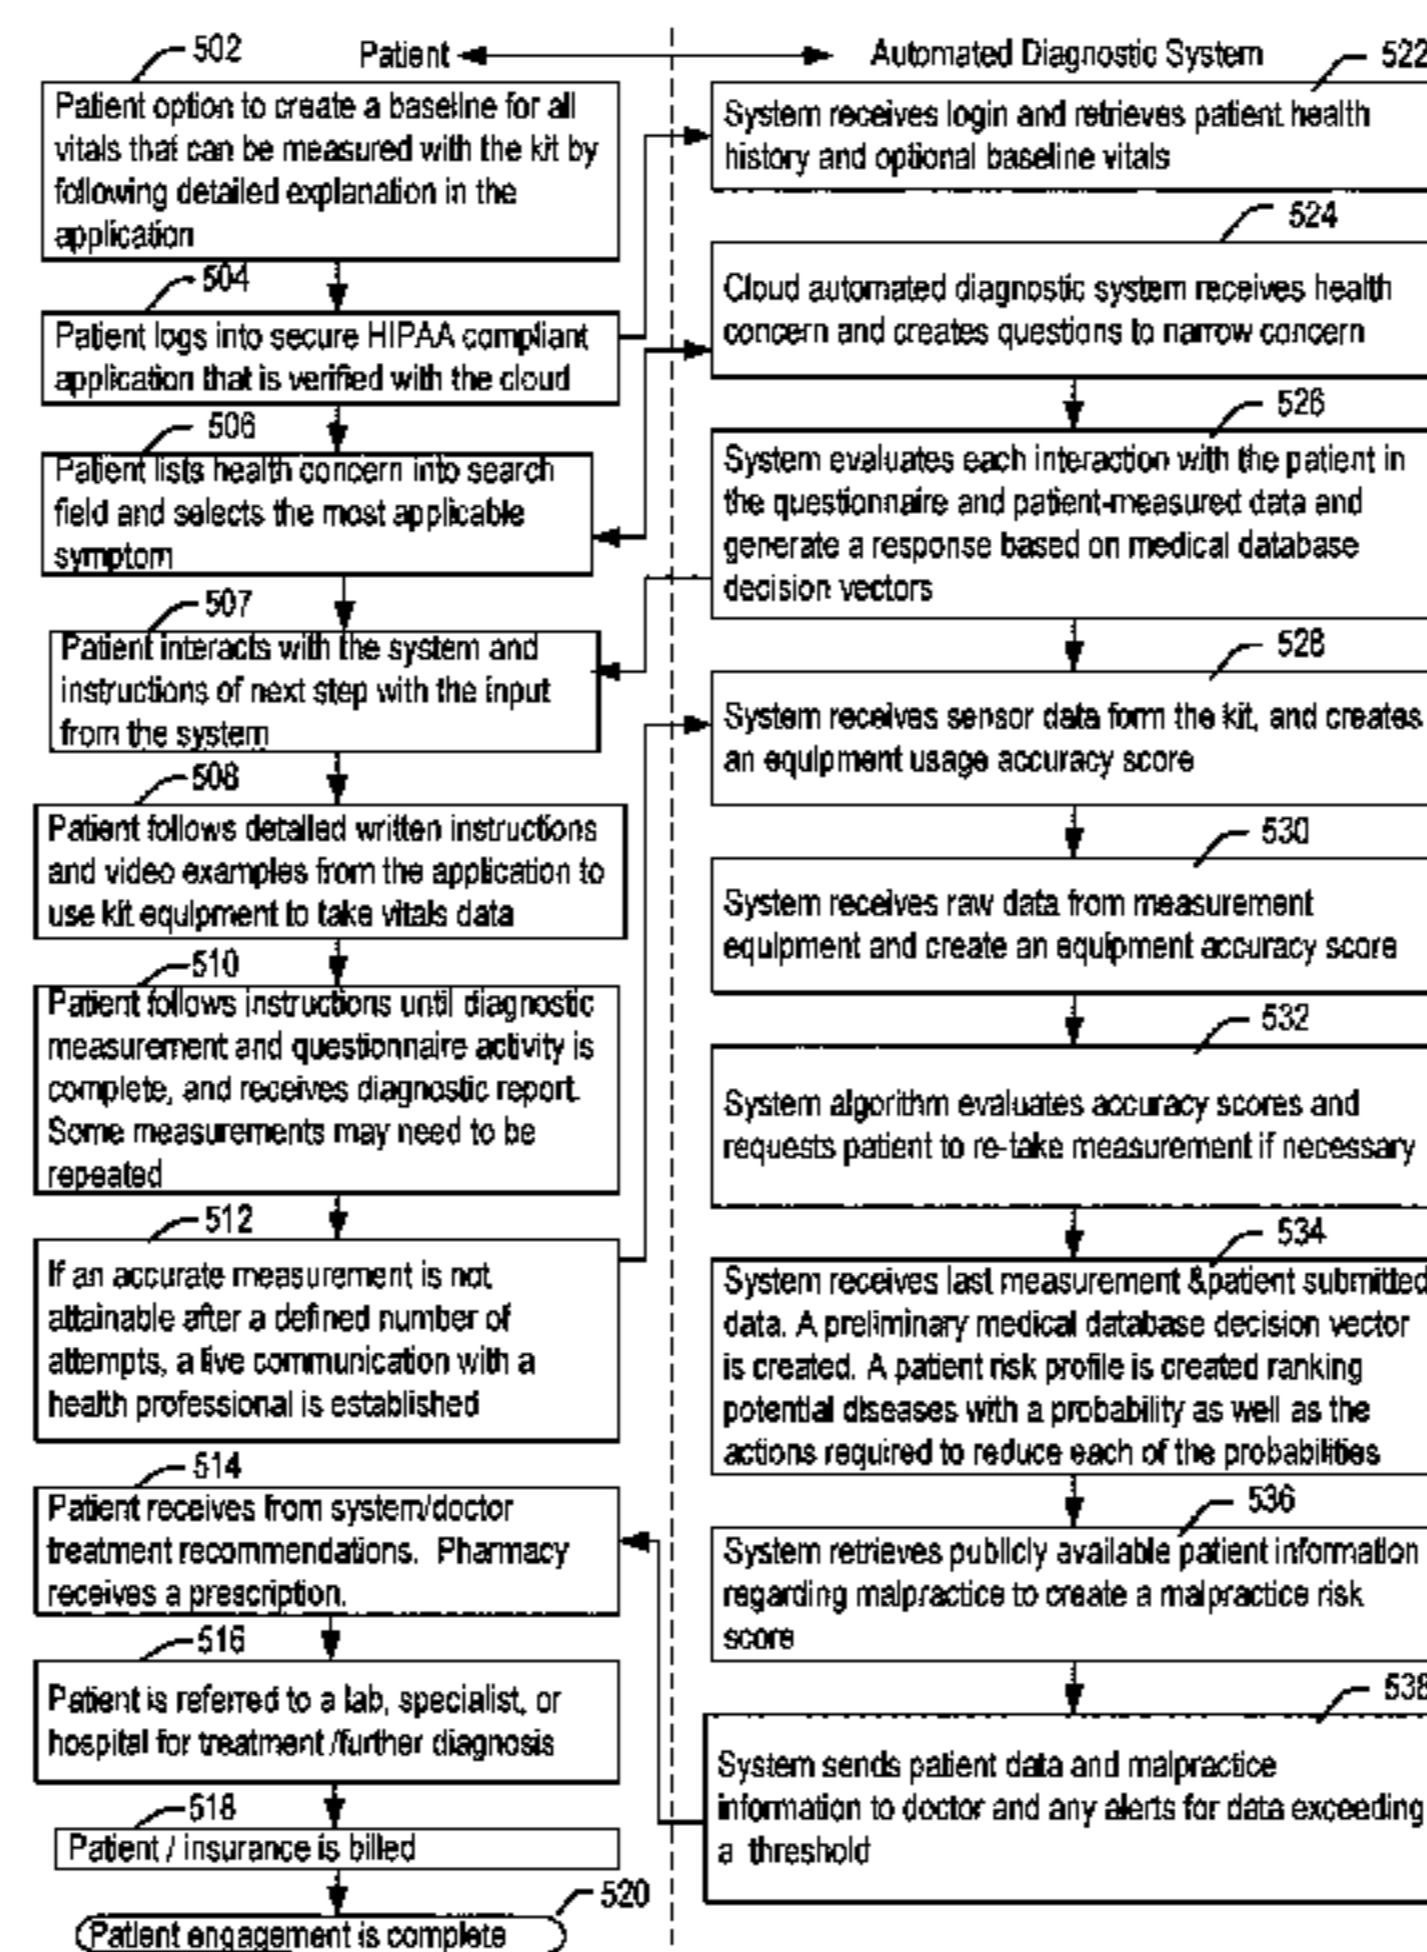 Patient
Automated Diagnostic System
502
Patient option to create a baseline for all
vitals that can be measured with the kit by
following detailed explanation in the
application
504
Patient logs into secure HIPAA compliant
application that is verified with the cloud
506
Patient lists health concern into search
field and selects the most applicable
symptom
507
Patient interacts with the system and
instructions of next step with the input
from the system
508
Patient follows detailed written instructions
and video examples from the application to
use kit equipment to take vitals data
510
Patient follows instructions until diagnostic
measurement and questionnaire activity is
complete, and receives diagnostic report.
Some measurements may need to be
repeated
512
If an accurate measurement is not
attainable after a defined number of
attempts, a live communication with a
health professional is established
514
Patient receives from system/doctor
treatment recommendations. Pharmacy
receives a prescription.
516
Patient is referred to a lab, specialist, or
hospital for treatment /further diagnosis
518
Patient / insurance is billed
520
Patient engagement is complete
522
System receives login and retrieves patient health
history and optional baseline vitals
524
Cloud automated diagnostic system receives health
concern and creates questions to narrow concern
526
System evaluates each interaction with the patient in
the questionnaire and patient-measured data and
generate a response based on medical database
decision vectors
528
System receives sensor data form the kit, and creates
an equipment usage accuracy score
530
System receives raw data from measurement
equipment and create an equipment accuracy score
532
System algorithm evaluates accuracy scores and
requests patient to re-take measurement if necessary
534
System receives last measurement &patient submitted
data. A preliminary medical database decision vector
is created. A patient risk profile is created ranking
potential diseases with a probability as well as the
actions required to reduce each of the probabilities
536
System retrieves publicly available patient information
regarding malpractice to create a malpractice risk
score
538
System sends patient data and malpractice
information to doctor and any alerts for data exceeding
a threshold